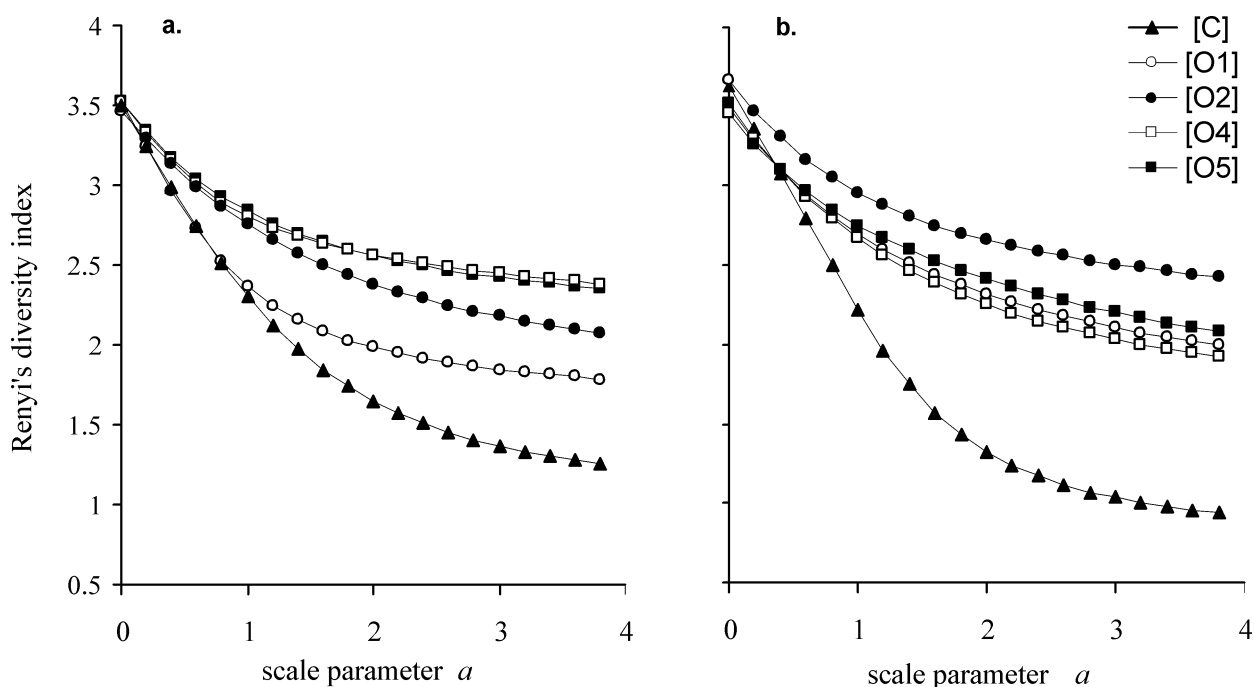 a.
b.
[C]
[O1]
[O2]
[O4]
[O5]
Renyi's diversity index
4
3.5
3
2.5
2
1.5
1
0.5
0 1 2 3 4
0 1 2 3 4
scale parameter a
scale parameter a